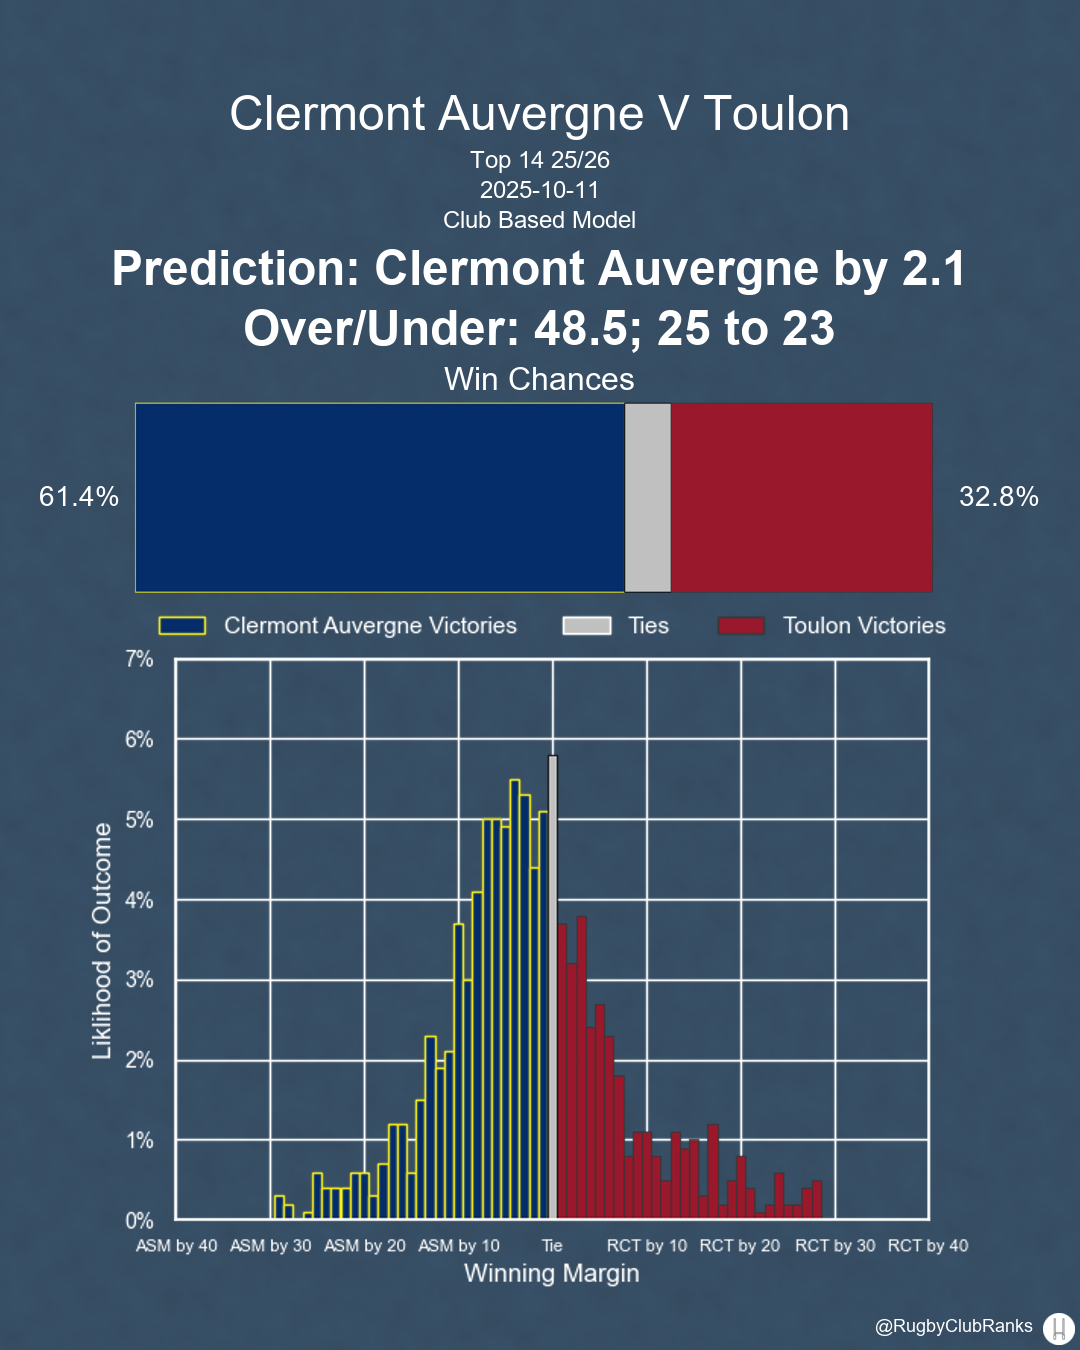 Clermont Auvergne V Toulon
Top 14 25/26
2025-10-11
Club Based Model
Prediction: Clermont Auvergne by 2.1
Over/Under: 48.5; 25 to 23
Win Chances
61.4%
32.8%
Clermont Auvergne Victories
Ties
Toulon Victories
7%
6%
5%
4%
3%
2%
1%
0%
Liklihood of Outcome
ASM by 40
ASM by 30
ASM by 20
ASM by 10
Tie
RCT by 10
RCT by 20
RCT by 30
RCT by 40
Winning Margin
@RugbyClubRanks